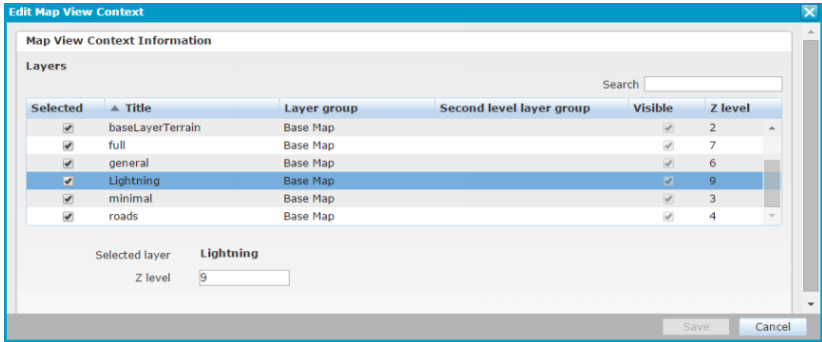 Edit Map View Context
Map View Context Information
Layers
Search
Selected Title Layer group Second level layer group Visible Z level
baseLayerTerrain Base Map 2
full Base Map 7
general Base Map 6
Lightning Base Map 9
minimal Base Map 3
roads Base Map 4
Selected layer Lightning
Z level 9
Save Cancel